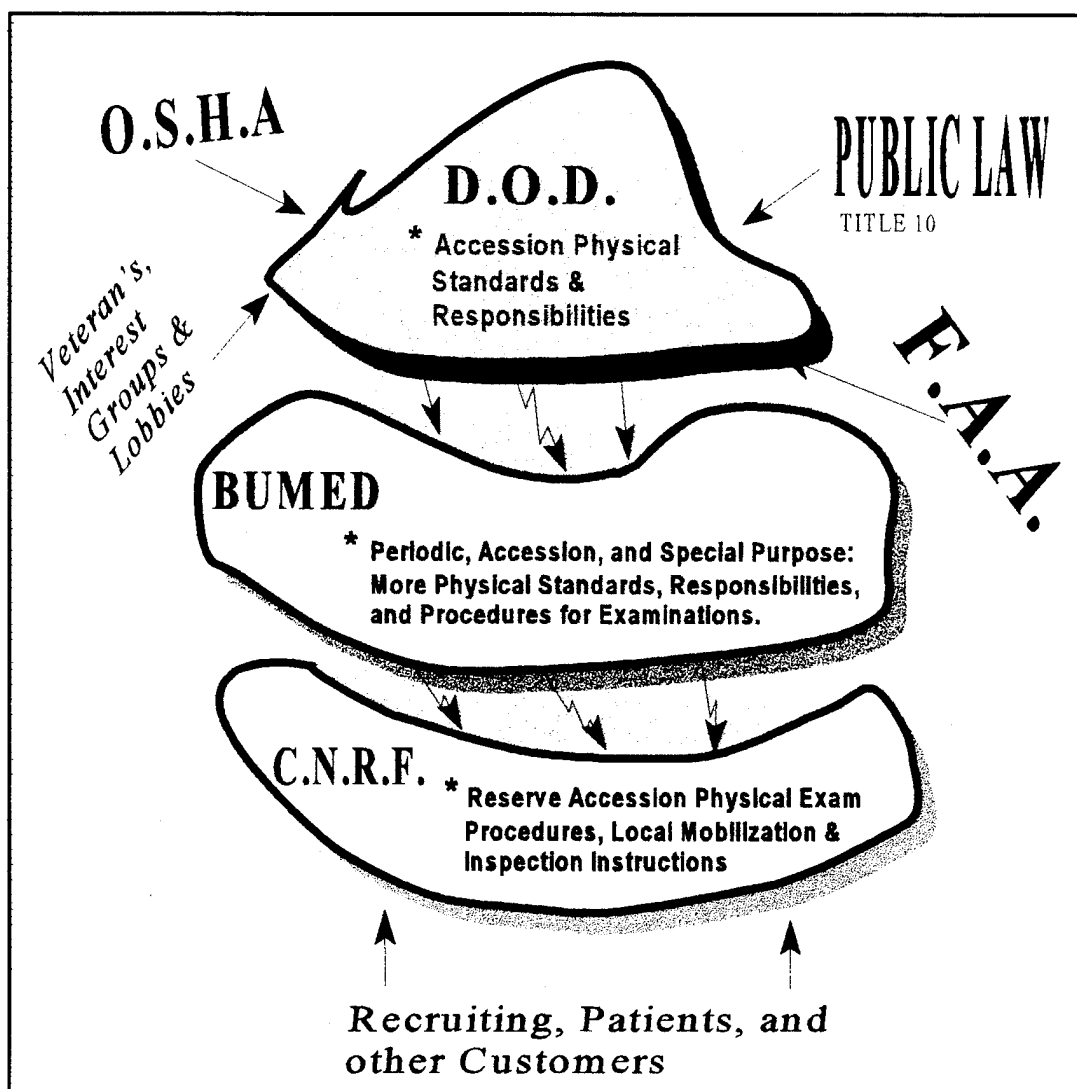 O.S.H.A
PUBLIC LAW
TITLE 10
D.O.D.
* Accession Physical
Standards &
Responsibilities
Veteran's,
Interest
Groups &
Lobbies
F.A.A.
BUMED
* Periodic, Accession, and Special Purpose:
More Physical Standards, Responsibilities,
and Procedures for Examinations.
C.N.R.F.
* Reserve Accession Physical Exam
Procedures, Local Mobilization &
Inspection Instructions
Recruiting, Patients, and
other Customers